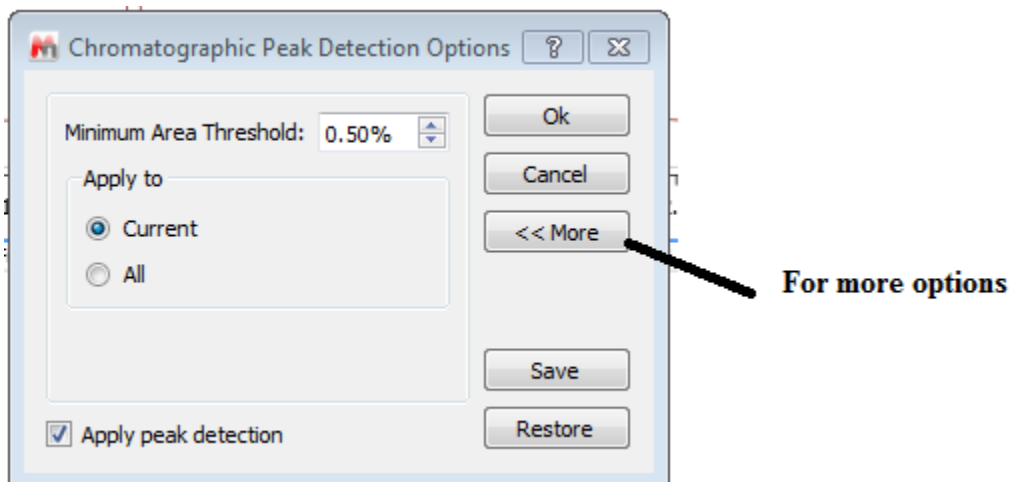 Chromatographic Peak Detection Options
Minimum Area Threshold: 0.50%
Ok
Apply to
Cancel
Current
<< More
All
For more options
Save
Apply peak detection
Restore